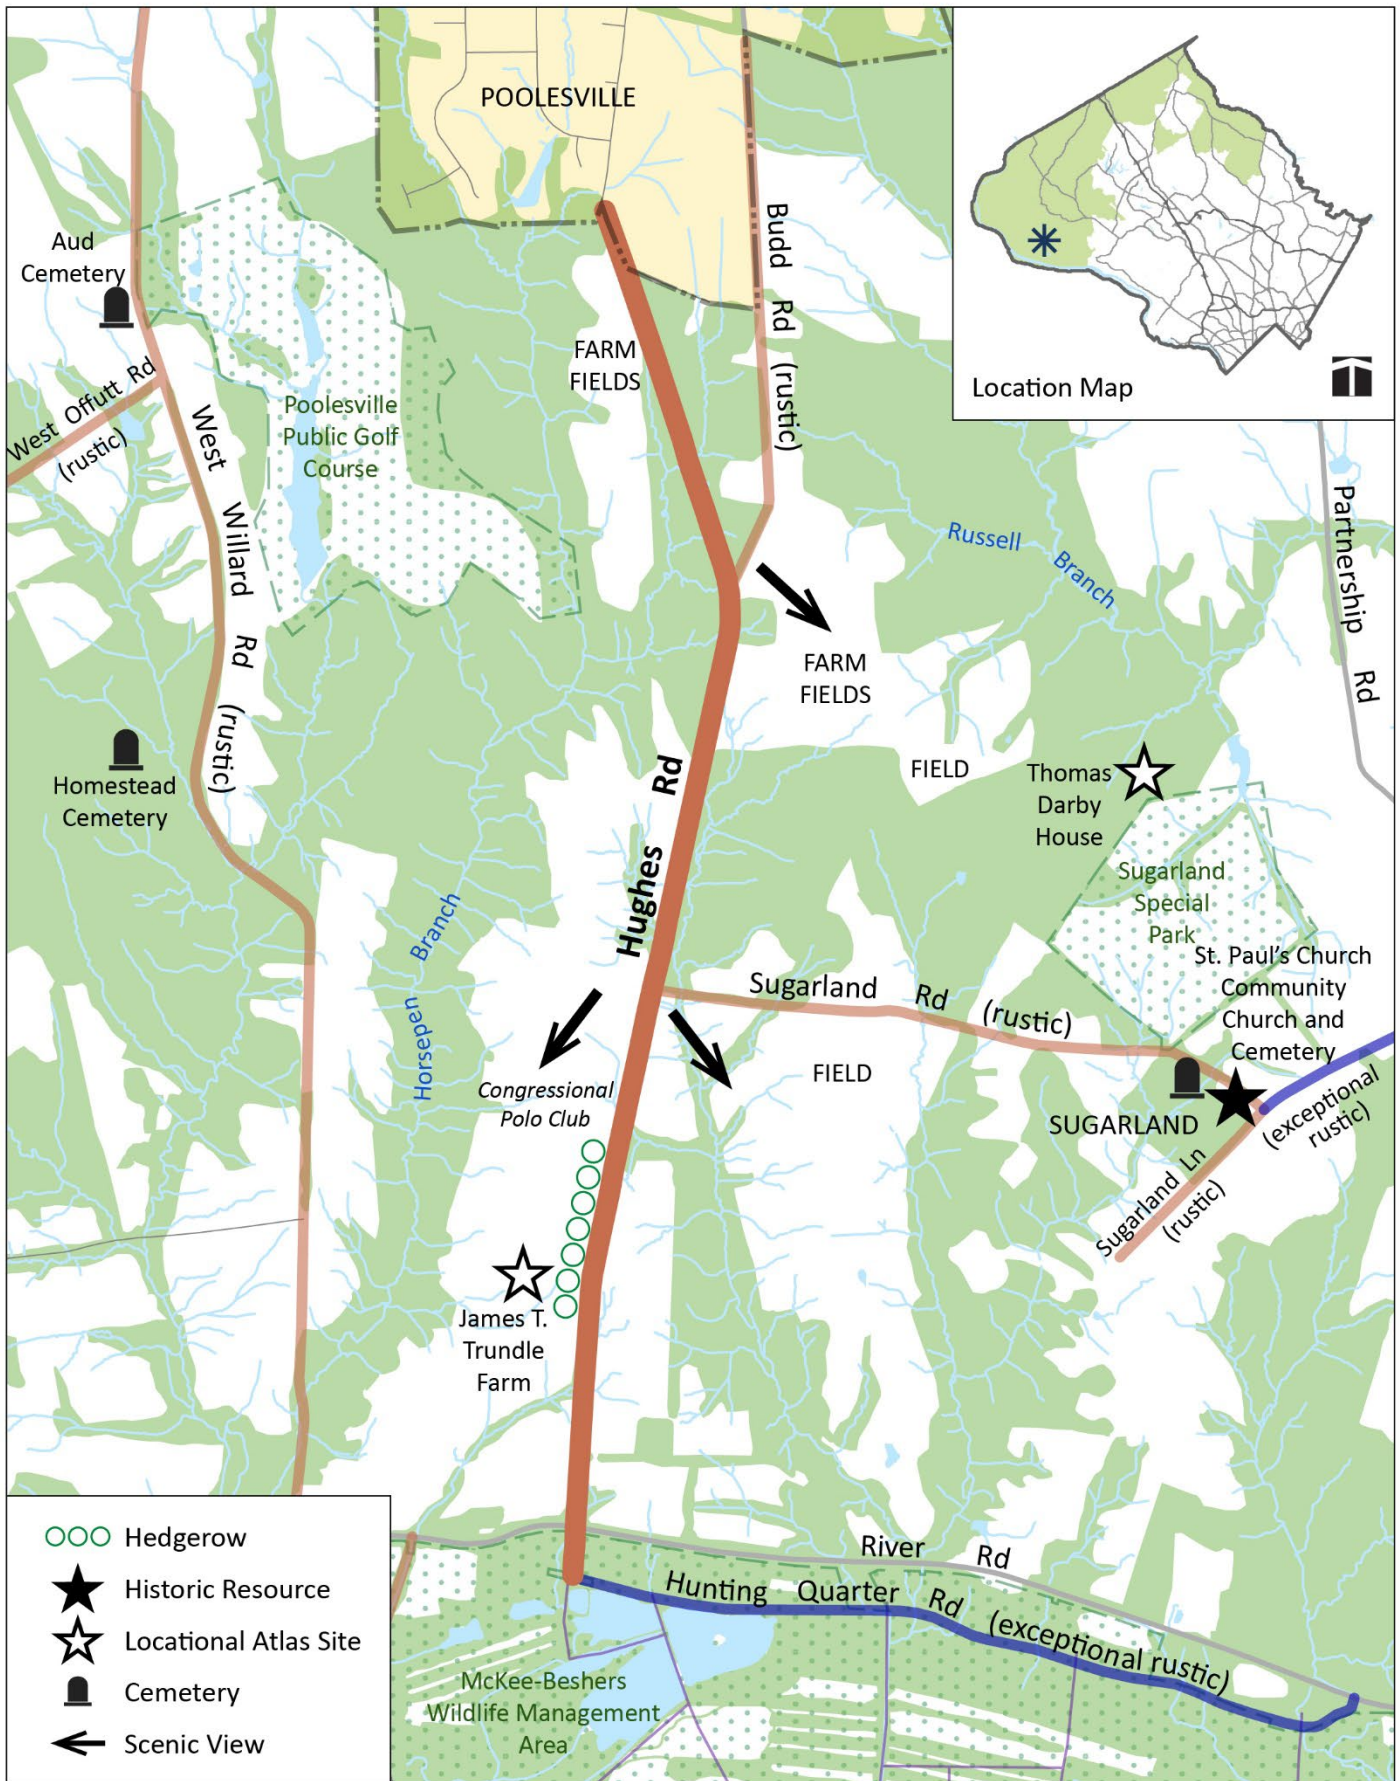 POOLESVILLE
Location Map
Aud
Cemetery
Budd Rd (rustic)
FARM
FIELDS
West Offutt Rd
(rustic)
West Willard Rd (rustic)
Poolesville
Public Golf
Course
Russell Branch
Partnership Rd
FARM
FIELDS
Homestead
Cemetery
FIELD
Thomas
Darby
House
Hughes Rd
Sugarland
Special
Park
Horsepen Branch
St. Paul's Church
Community
Church and
Cemetery
Sugarland Rd (rustic)
FIELD
Congressional
Polo Club
SUGARLAND
(exceptional
rustic)
Sugarland Ln
(rustic)
James T.
Trundle
Farm
River Rd
Hunting Quarter Rd (exceptional rustic)
McKee-Beshers
Wildlife Management
Area
Hedgerow
Historic Resource
Locational Atlas Site
Cemetery
Scenic View